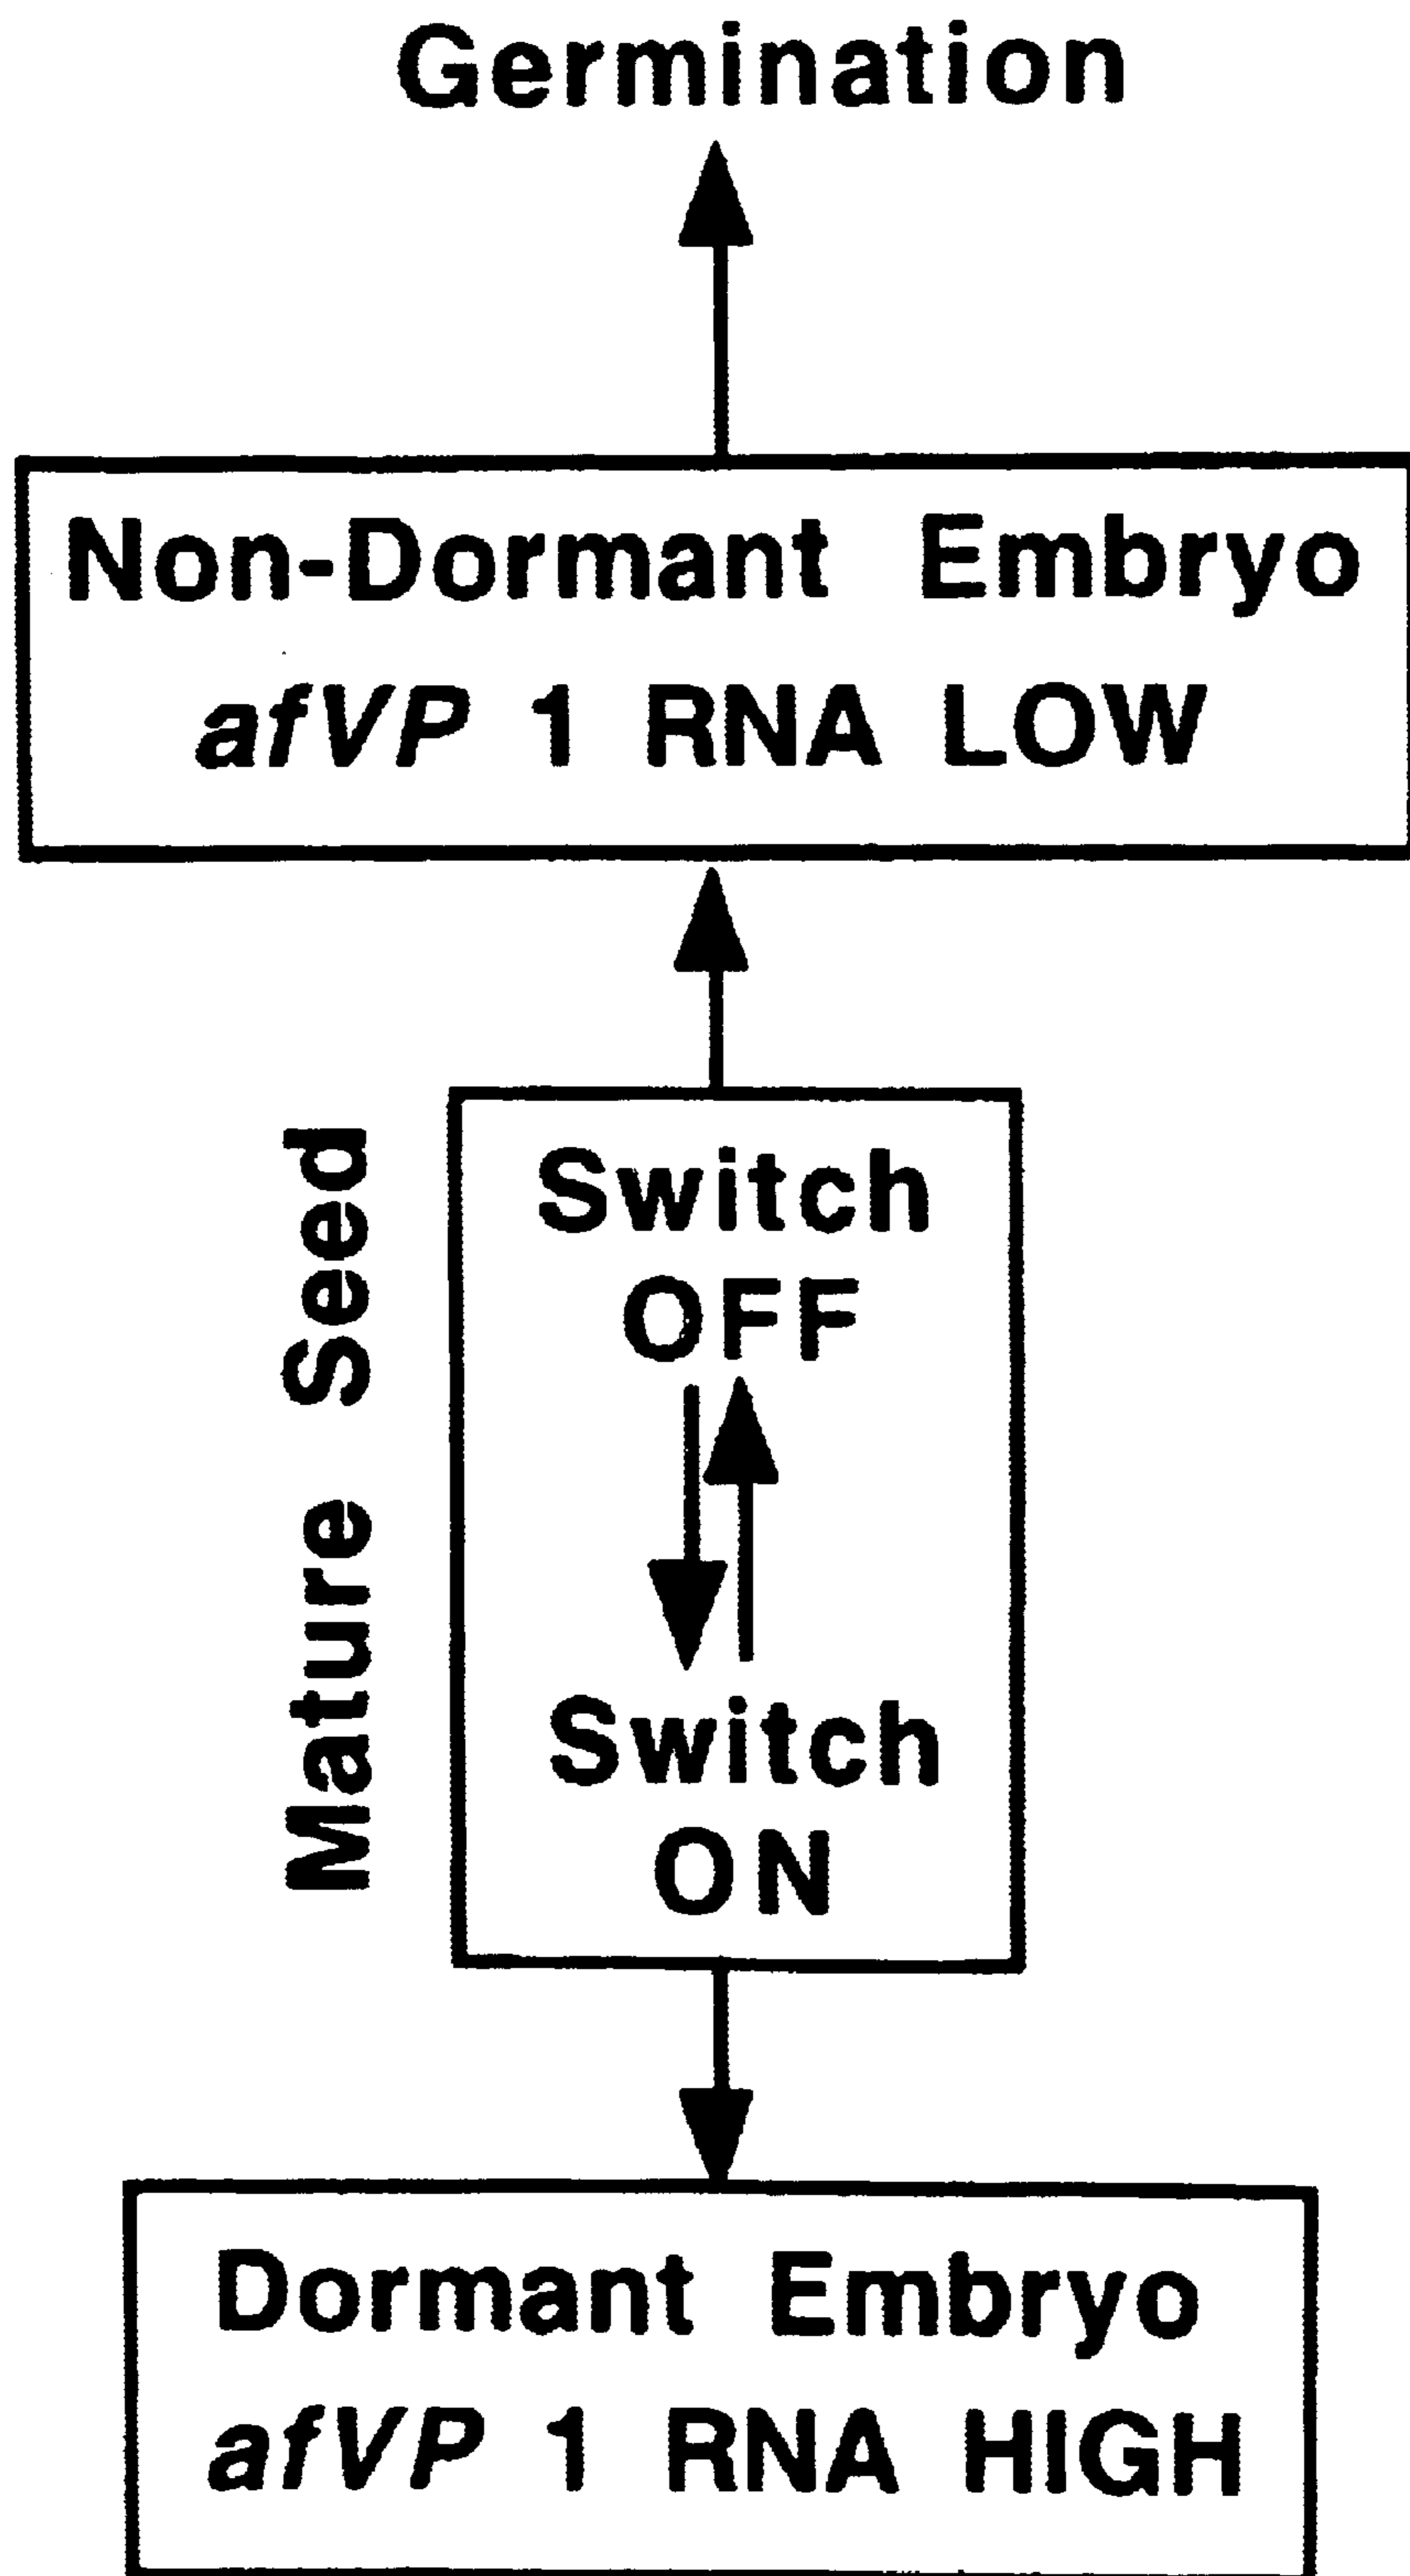 Germination
Non-Dormant Embryo
afVP 1 RNA LOW
Mature Seed
Switch
OFF
Switch
ON
Dormant Embryo
afVP 1 RNA HIGH